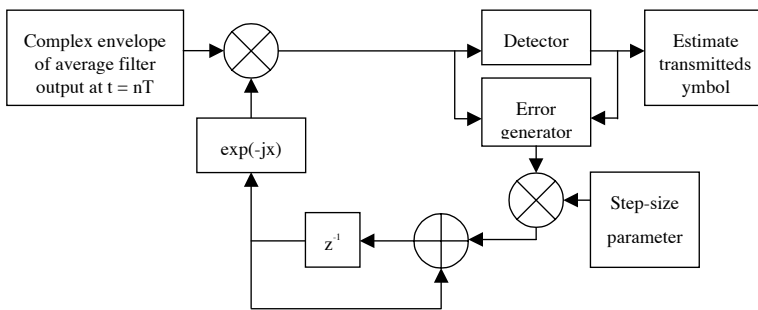 Complex envelope
of average filter
output at t = nT
Detector
Estimate
transmitteds
ymbol
Error
generator
exp(-jx)
Step-size
parameter
z⁻¹